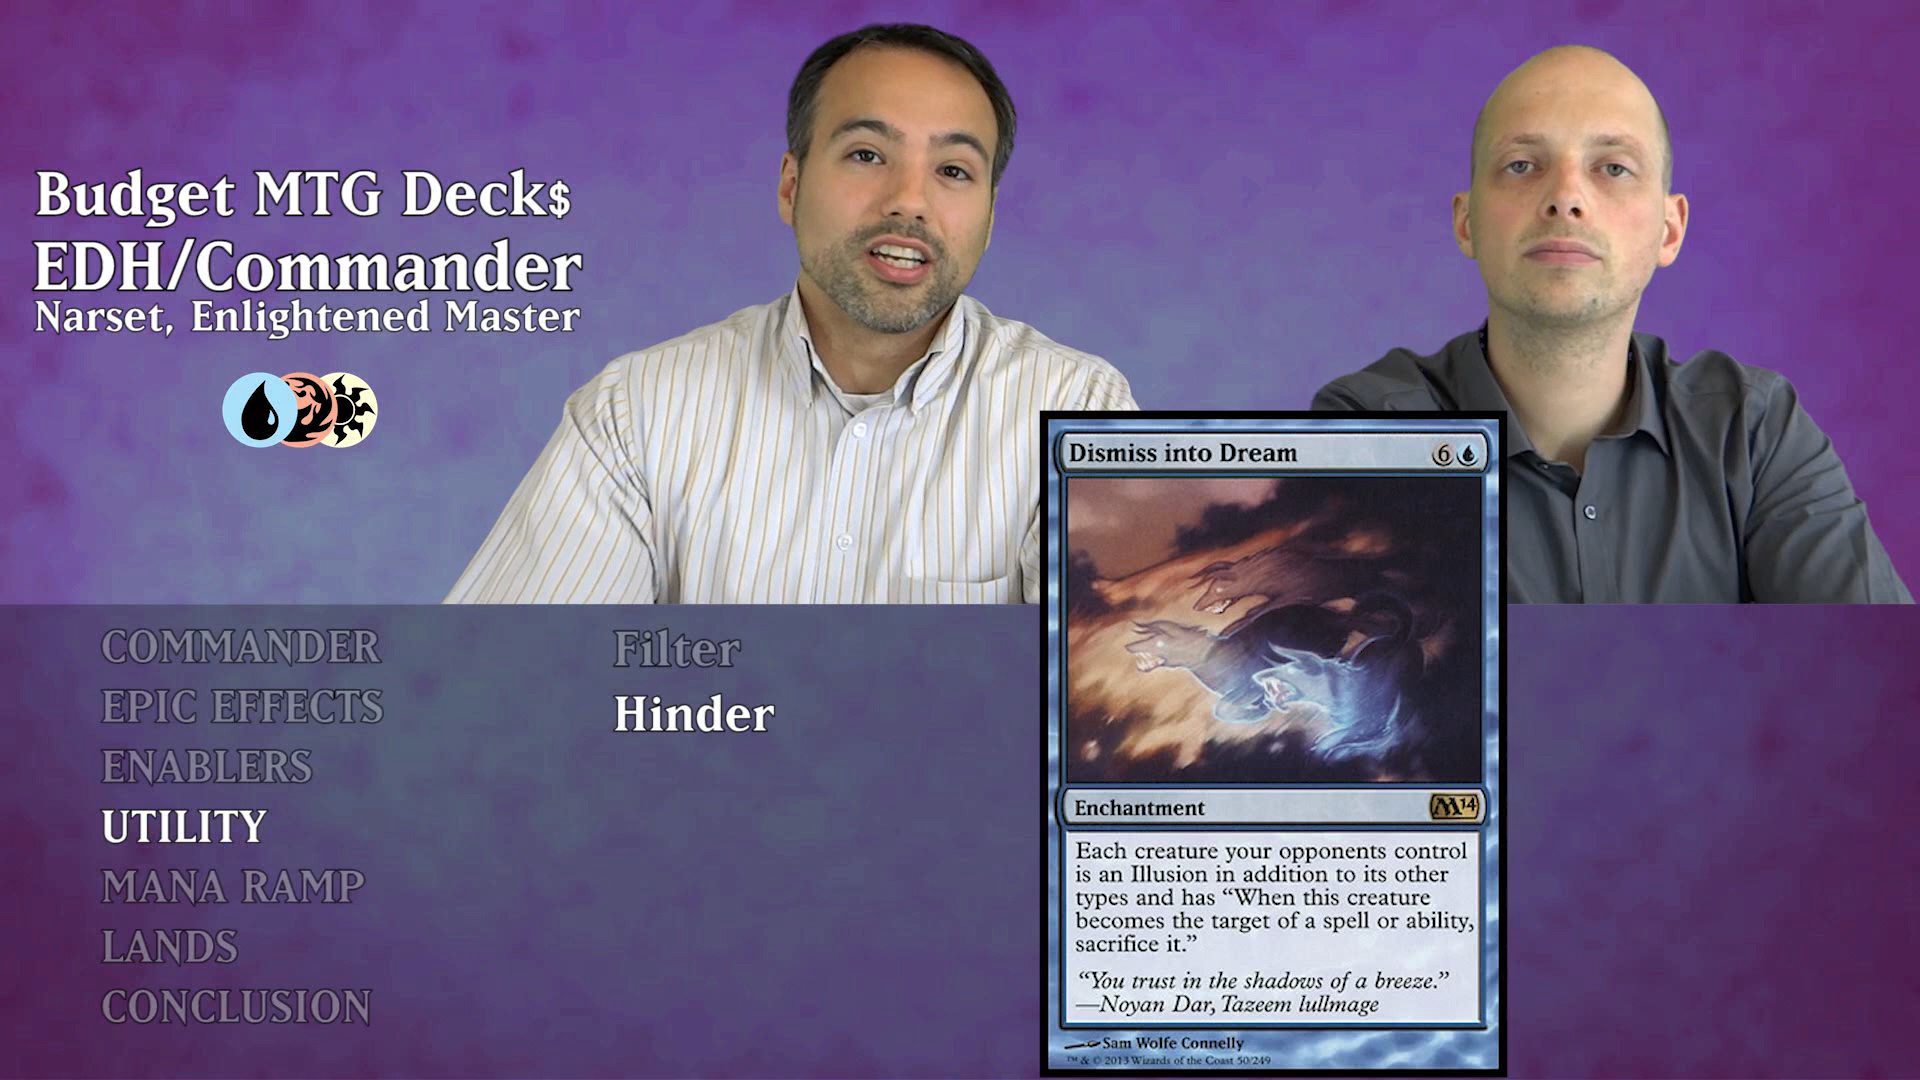 Budget MTG Deck$
EDH/Commander
Narset, Enlightened Master
COMMANDER
EPIC EFFECTS
ENABLERS
UTILITY
MANA RAMP
LANDS
CONCLUSION
Filter
Hinder
Dismiss into Dream
6
Enchantment
M14
Each creature your opponents control
is an Illusion in addition to its other
types and has “When this creature
becomes the target of a spell or ability,
sacrifice it.”
“You trust in the shadows of a breeze.”
—Noyan Dar, Tazeem lullmage
Sam Wolfe Connelly
™ & © 2013 Wizards of the Coast 50/249